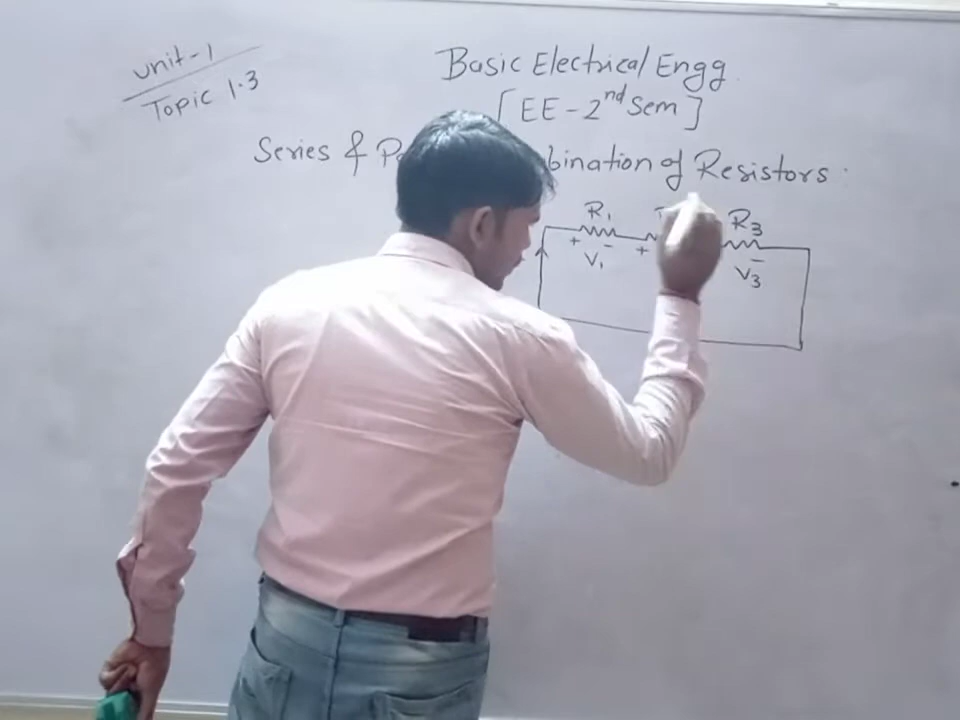 unit-1
Topic 1.3
Basic Electrical Engg
[EE-2nd Sem]
Series & bination of Resistors
R1 R3
+ - + -
V1 V3